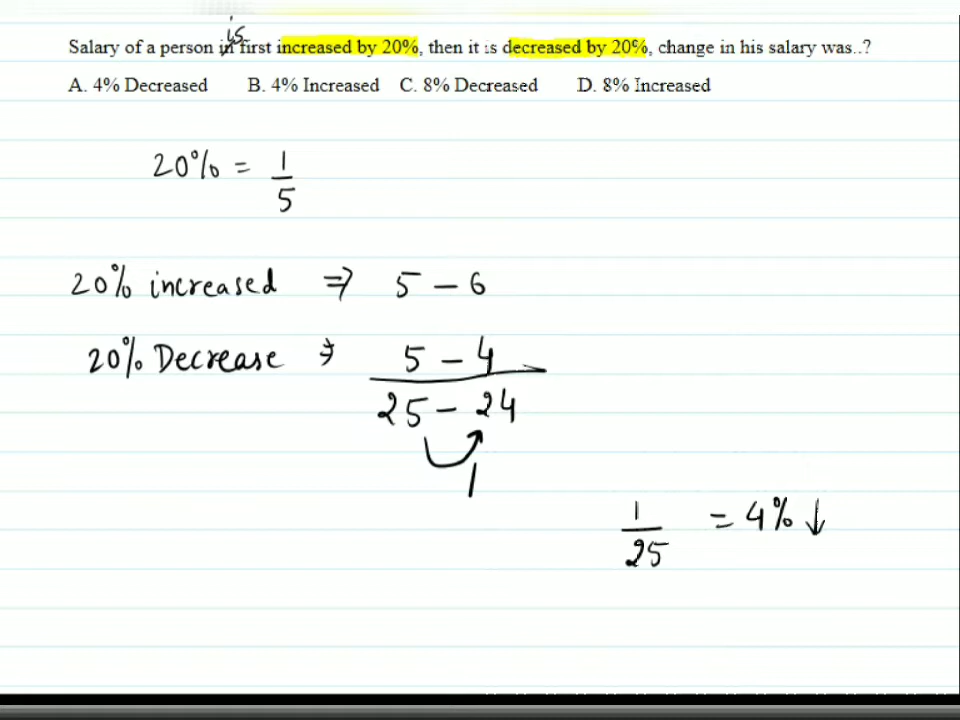 is
Salary of a person in first increased by 20%, then it is decreased by 20%, change in his salary was..?
A. 4% Decreased B. 4% Increased C. 8% Decreased D. 8% Increased
20% = 1/5
20% increased ⇒ 5 – 6
20% Decrease ⇒ 5 – 4
25 – 24
1
1/25 = 4% ↓